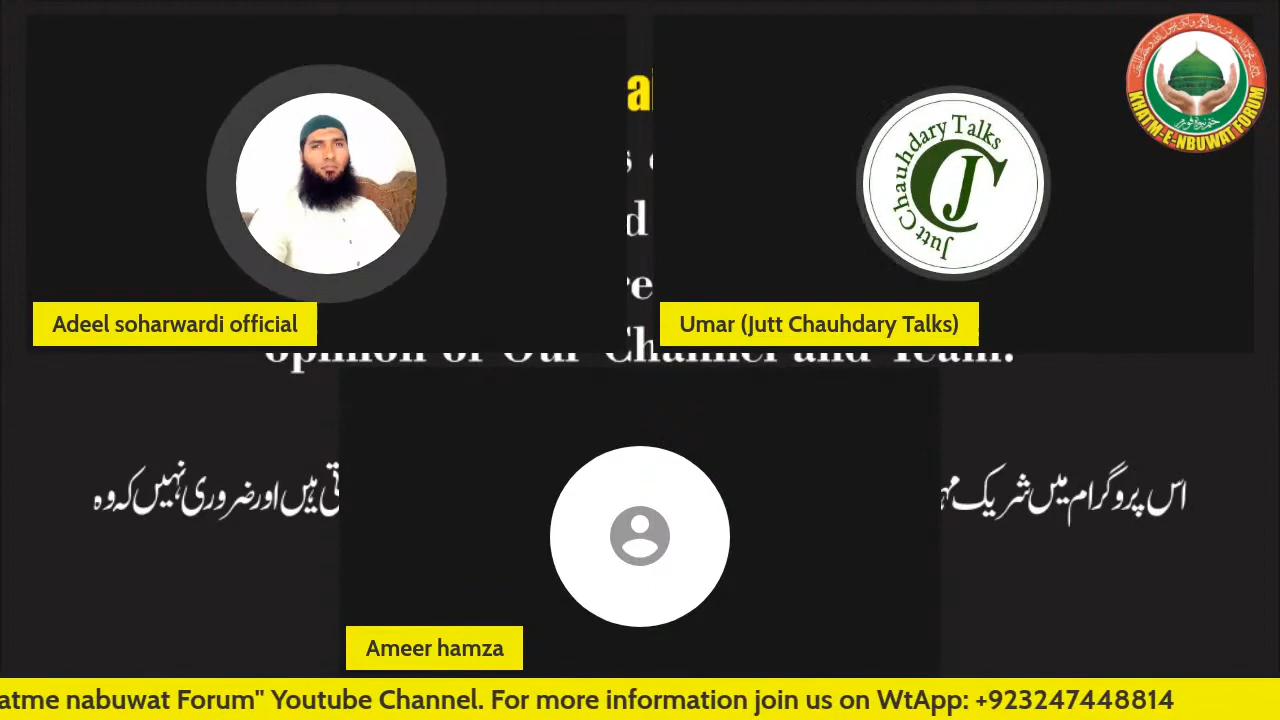 KHATM-E-NBUWAT FORUM
Jutt Chauhdary Talks
CJ
Adeel soharwardi official
Umar (Jutt Chauhdary Talks)
opinion of Our Channel and Team.
اس پروگرام میں شریک
ہیں اور ضروری نہیں کہ وہ
Ameer hamza
atme nabuwat Forum" Youtube Channel. For more information join us on WtApp: +923247448814